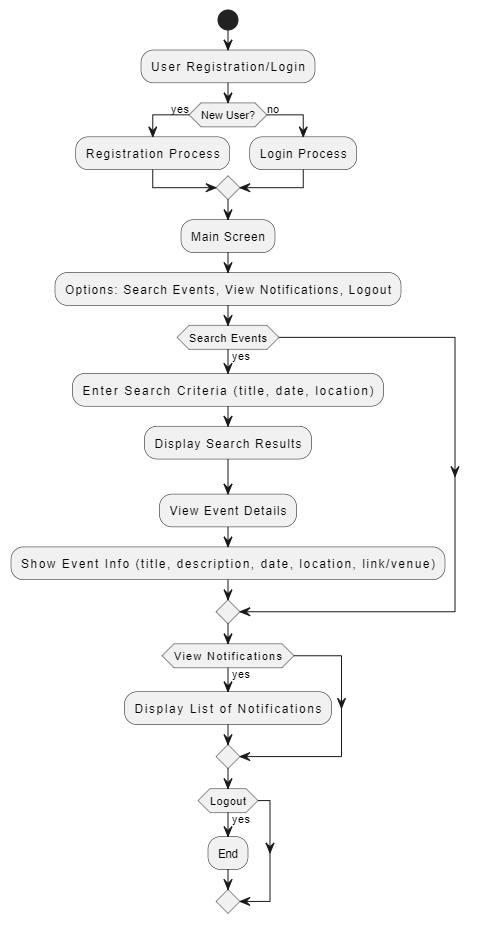 User Registration/Login
yes
New User?
no
Registration Process
Login Process
Main Screen
Options: Search Events, View Notifications, Logout
Search Events
yes
Enter Search Criteria (title, date, location)
Display Search Results
View Event Details
Show Event Info (title, description, date, location, link/venue)
View Notifications
yes
Display List of Notifications
Logout
yes
End